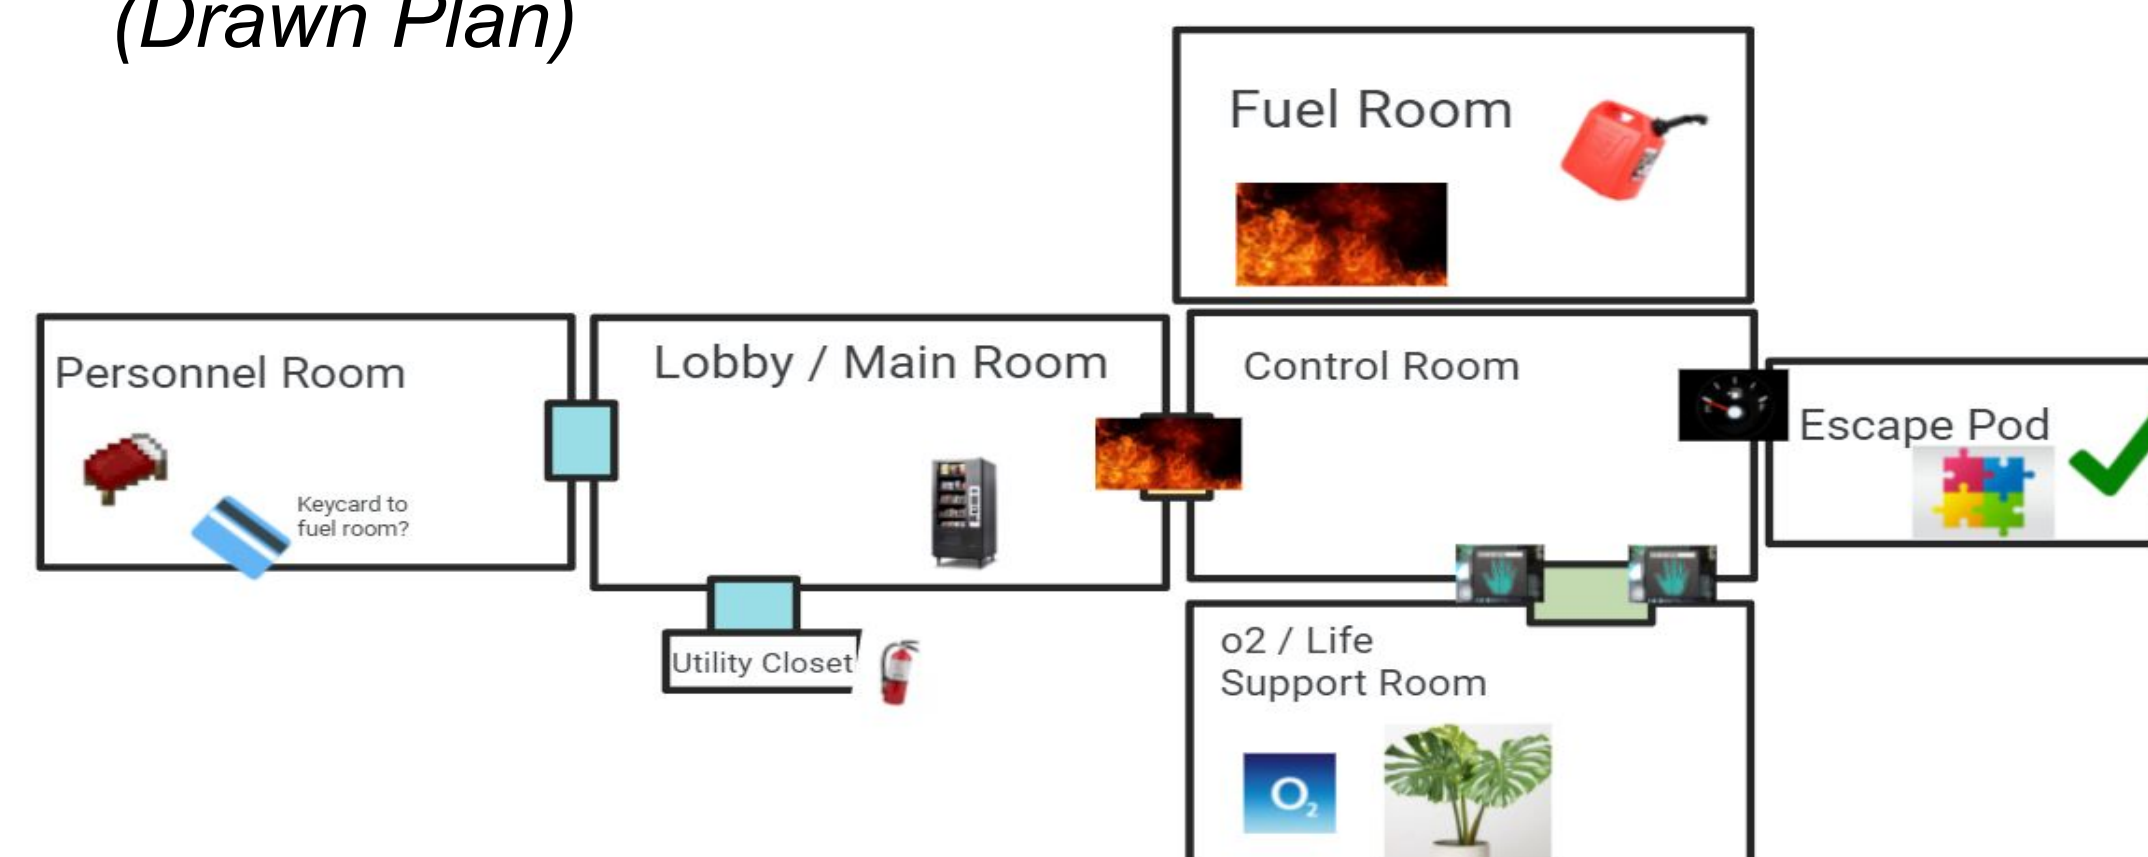 (Drawn Plan)
Fuel Room
Personnel Room
Lobby / Main Room
Control Room
Escape Pod
Keycard to
fuel room?
Utility Closet
o2 / Life
Support Room
O2